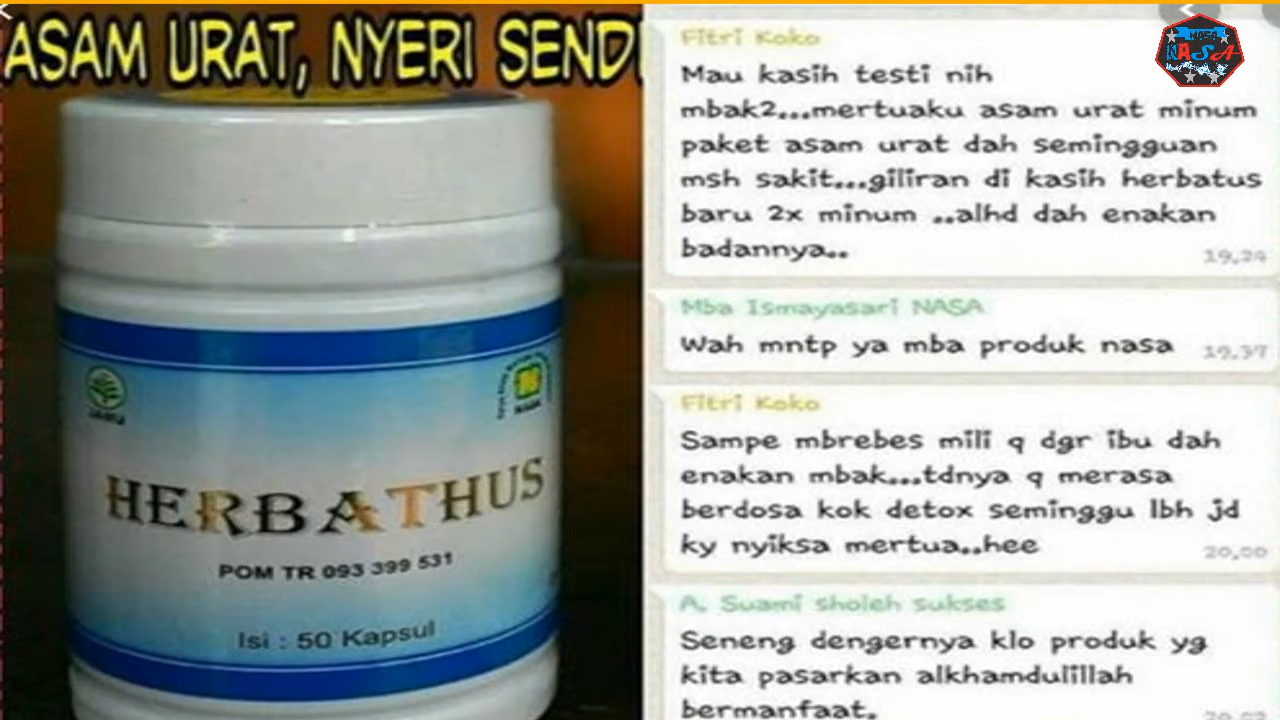 ASAM URAT, NYERI SENDI
HERBATHUS
POM TR 093 399 531
Isi : 50 Kapsul
Fitri Koko
Mau kasih testi nih
mbak2...mertuaku asam urat minum
paket asam urat dah semingguan
msh sakit...giliran di kasih herbatus
baru 2x minum ..alhd dah enakan
badannya..
19.24
Mba Ismayasari NASA
Wah mntp ya mba produk nasa
19.37
Fitri Koko
Sampe mbrebes mili q dgr ibu dah
enakan mbak...tdnya q merasa
berdosa kok detox seminggu lbh jd
ky nyiksa mertua..hee
20.00
A. Suami sholeh sukses
Seneng dengernya klo produk yg
kita pasarkan alkhamdulillah
bermanfaat.
NASA
NASA